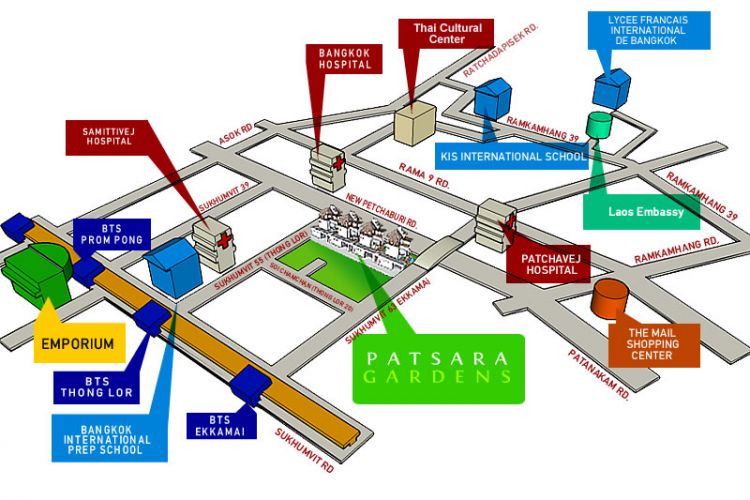 LYCEE FRANCAIS
INTERNATIONAL
DE BANGKOK
Thai Cultural
Center
RATCHADAPISEK RD.
BANGKOK
HOSPITAL
SAMITTIVEJ
HOSPITAL
ASOK RD
RAMKAMHANG 39
KIS INTERNATIONAL SCHOOL
RAMA 9 RD.
SUKHUMVIT 39
NEW PETCHABURI RD.
RAMKAMHANG 39
Laos Embassy
BTS
PROM PONG
SUKHUMVIT 55 (THONG LOR)
SOI CHAMCHAN (THONG LOR 20)
SUKHUMVIT 63 EKKAMAI
PATCHAVEJ
HOSPITAL
RAMKAMHANG RD.
EMPORIUM
THE MAIL
SHOPPING
CENTER
PATSARA
GARDENS
PATANAKAM RD.
BTS
THONG LOR
BANGKOK
INTERNATIONAL
PREP SCHOOL
BTS
EKKAMAI
SUKHUMVIT RD